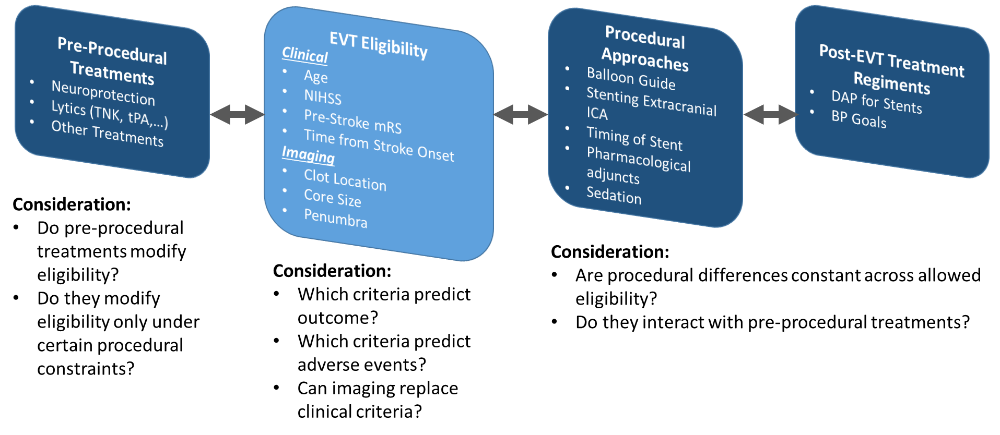 Pre-Procedural
Treatments
• Neuroprotection
• Lytics (TNK, tPA,...)
• Other Treatments
Consideration:
• Do pre-procedural
treatments modify
eligibility?
• Do they modify
eligibility only under
certain procedural
constraints?
EVT Eligibility
Clinical
• Age
• NIHSS
• Pre-Stroke mRS
• Time from Stroke Onset
Imaging
• Clot Location
• Core Size
• Penumbra
Consideration:
• Which criteria predict
outcome?
• Which criteria predict
adverse events?
• Can imaging replace
clinical criteria?
Procedural
Approaches
• Balloon Guide
• Stenting Extracranial
ICA
• Timing of Stent
• Pharmacological
adjuncts
• Sedation
Consideration:
• Are procedural differences constant across allowed
eligibility?
• Do they interact with pre-procedural treatments?
Post-EVT Treatment
Regiments
• DAP for Stents
• BP Goals